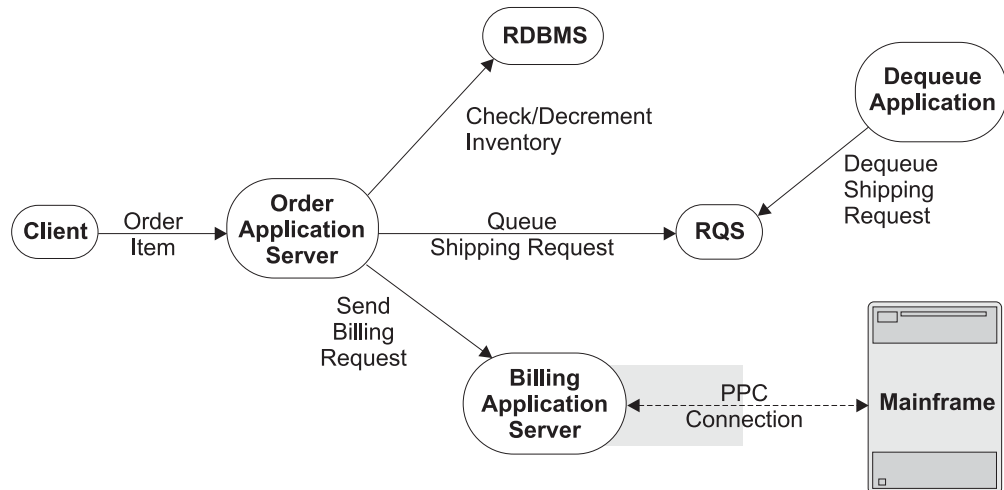 RDBMS
Dequeue
Application
Check/Decrement
Inventory
Dequeue
Shipping
Request
Client
Order
Item
Order
Application
Server
Queue
Shipping Request
RQS
Send
Billing
Request
Billing
Application
Server
PPC
Connection
Mainframe